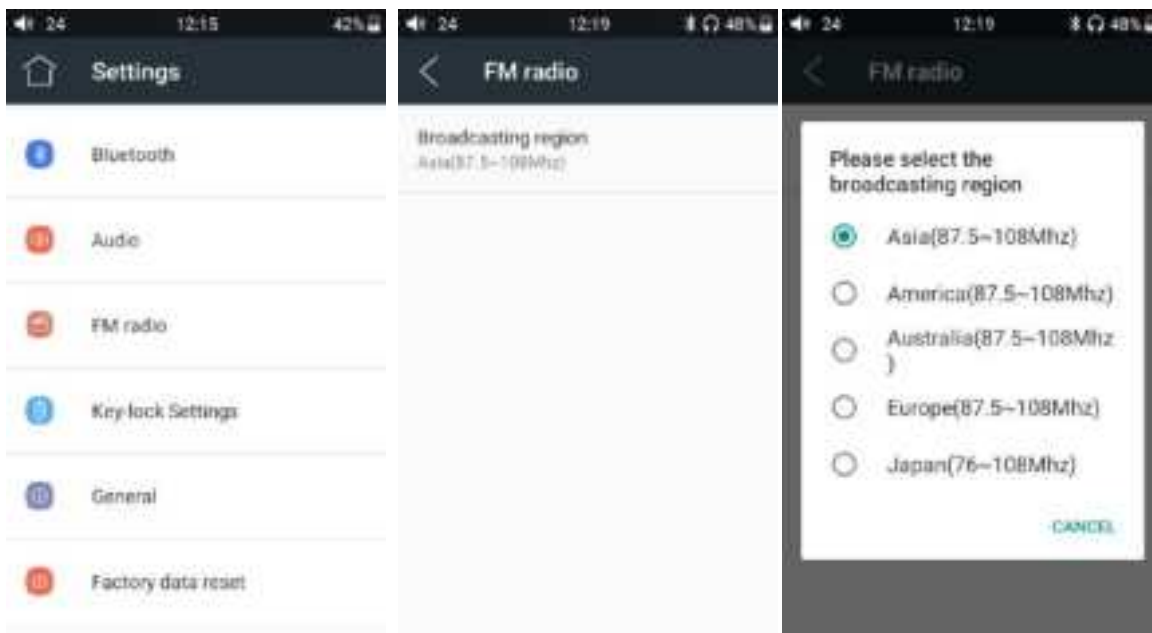 24 12:15 42%
Settings
Bluetooth
Audio
FM radio
Key-lock Settings
General
Factory data reset
24 12:19 48%
FM radio
Broadcasting region
Asia(87.5~108Mhz)
24 12:19 48%
FM radio
Please select the
broadcasting region
Asia(87.5~108Mhz)
America(87.5~108Mhz)
Australia(87.5~108Mhz
)
Europe(87.5~108Mhz)
Japan(76~108Mhz)
CANCEL